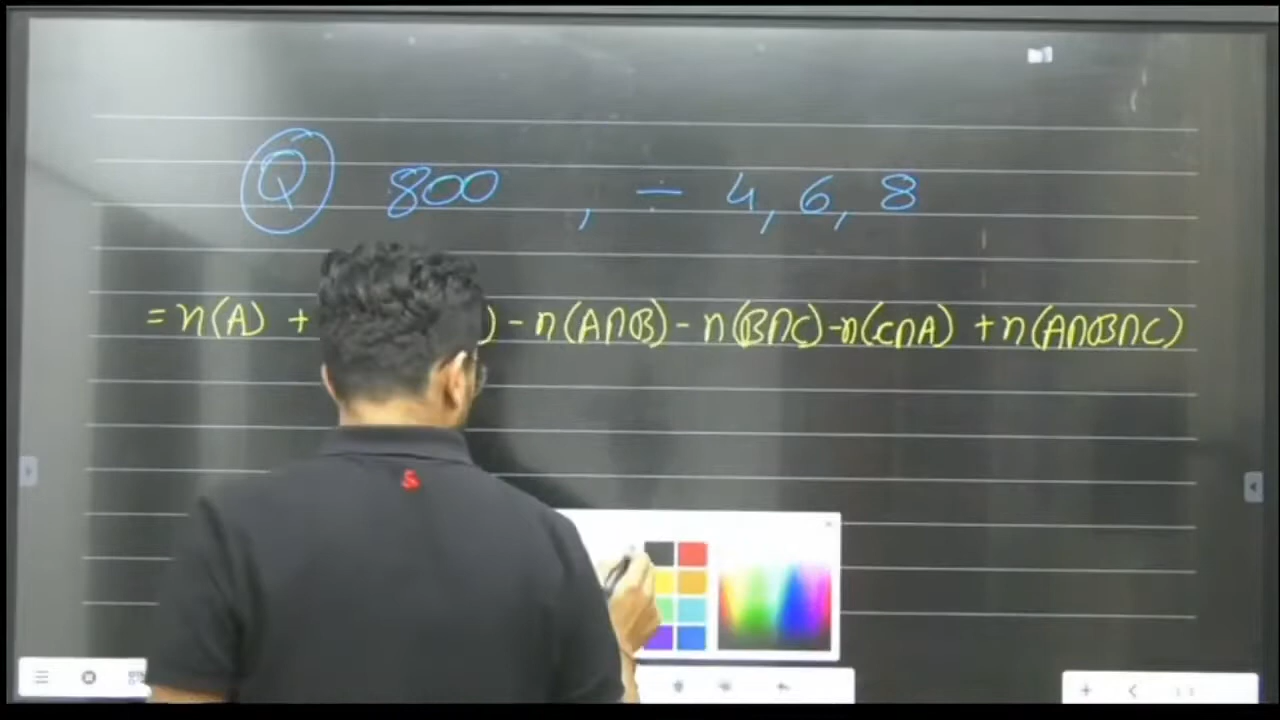 Q 800 , ÷ 4, 6, 8
= n(A) + ) - n(A∩B) - n(B∩C) - n(C∩A) + n(A∩B∩C)
S